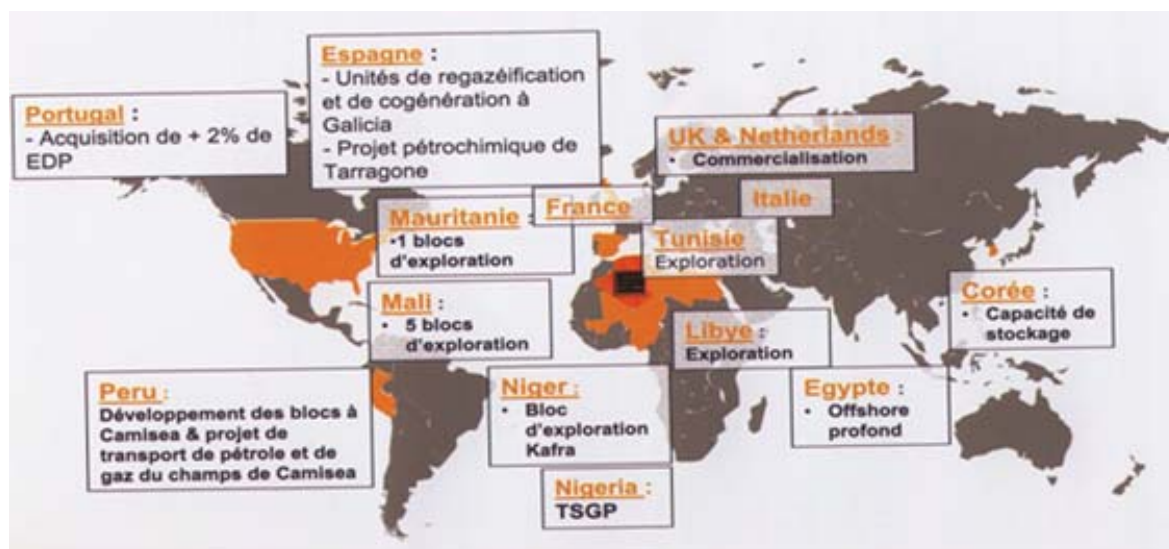 Espagne :
- Unités de regazéification
et de cogénération à
Galicia
- Projet pétrochimique de
Tarragone
Portugal :
- Acquisition de + 2% de
EDP
UK & Netherlands :
• Commercialisation
France
Italie
Mauritanie :
•1 blocs
d'exploration
Tunisie
Exploration
Mali :
• 5 blocs
d'exploration
Libye :
Exploration
Corée :
• Capacité de
stockage
Peru :
Développement des blocs à
Camisea & projet de
transport de pétrole et de
gaz du champs de Camisea
Niger :
• Bloc
d'exploration
Kafra
Egypte :
• Offshore
profond
Nigeria :
TSGP